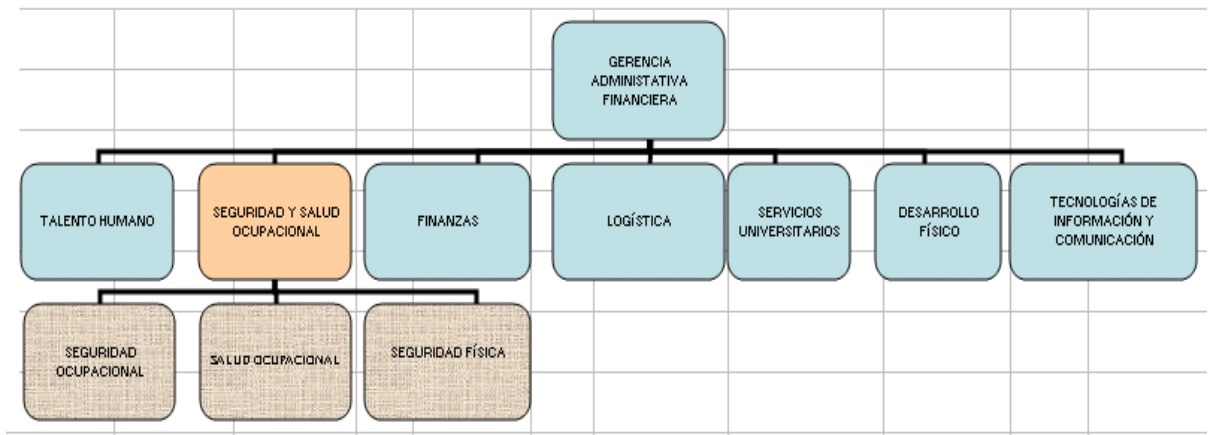 GERENCIA
ADMINISTATIVA
FINANCIERA
TALENTO HUMANO
SEGURIDAD Y SALUD
OCUPACIONAL
FINANZAS
LOGÍSTICA
SERVICIOS
UNIVERSITARIOS
DESARROLLO
FÍSICO
TECNOLOGÍAS DE
INFORMACIÓN Y
COMUNICACIÓN
SEGURIDAD
OCUPACIONAL
SALUD OCUPACIONAL
SEGURIDAD FÍSICA